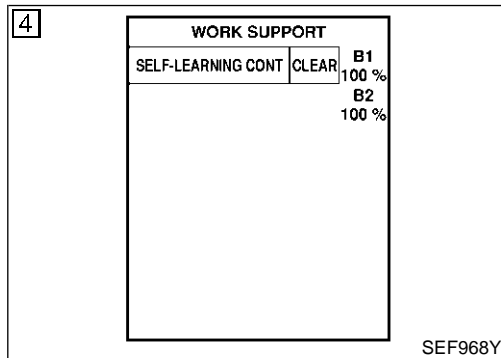 4
WORK SUPPORT
SELF-LEARNING CONT CLEAR B1
100 %
B2
100 %
SEF968Y